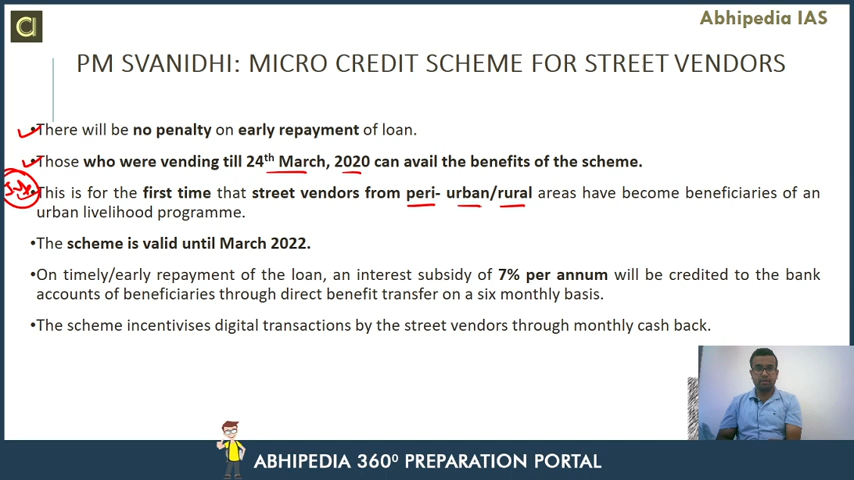 Abhipedia IAS
PM SVANIDHI: MICRO CREDIT SCHEME FOR STREET VENDORS
•There will be no penalty on early repayment of loan.
•Those who were vending till 24th March, 2020 can avail the benefits of the scheme.
•This is for the first time that street vendors from peri- urban/rural areas have become beneficiaries of an
urban livelihood programme.
•The scheme is valid until March 2022.
•On timely/early repayment of the loan, an interest subsidy of 7% per annum will be credited to the bank
accounts of beneficiaries through direct benefit transfer on a six monthly basis.
•The scheme incentivises digital transactions by the street vendors through monthly cash back.
ABHIPEDIA 360⁰ PREPARATION PORTAL